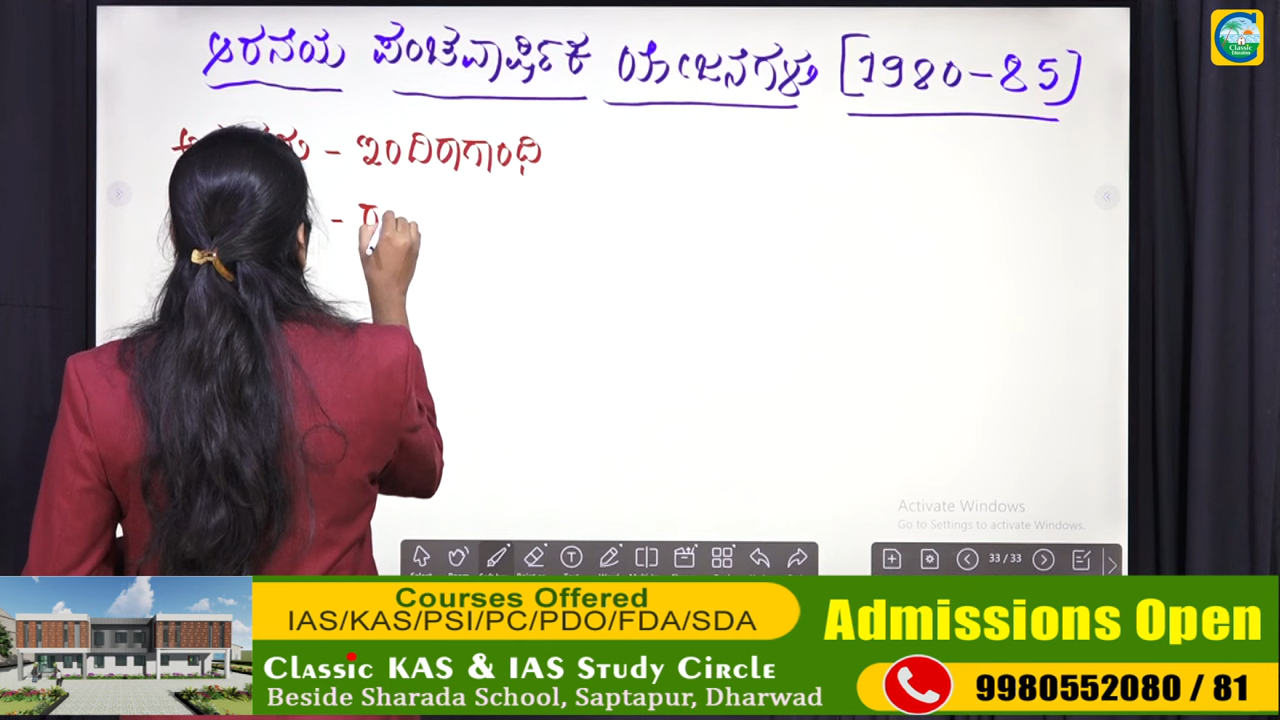 ಆರನೆಯ ಪಂಚವಾರ್ಷಿಕ ಯೋಜನೆಗಳು [1980-85]
- ಇಂದಿರಾಗಾಂಧಿ
-
Classic
Education
Activate Windows
Go to Settings to activate Windows.
33/33
Courses Offered
IAS/KAS/PSI/PC/PDO/FDA/SDA
Classic KAS & IAS Study Circle
Beside Sharada School, Saptapur, Dharwad
Admissions Open
9980552080 / 81